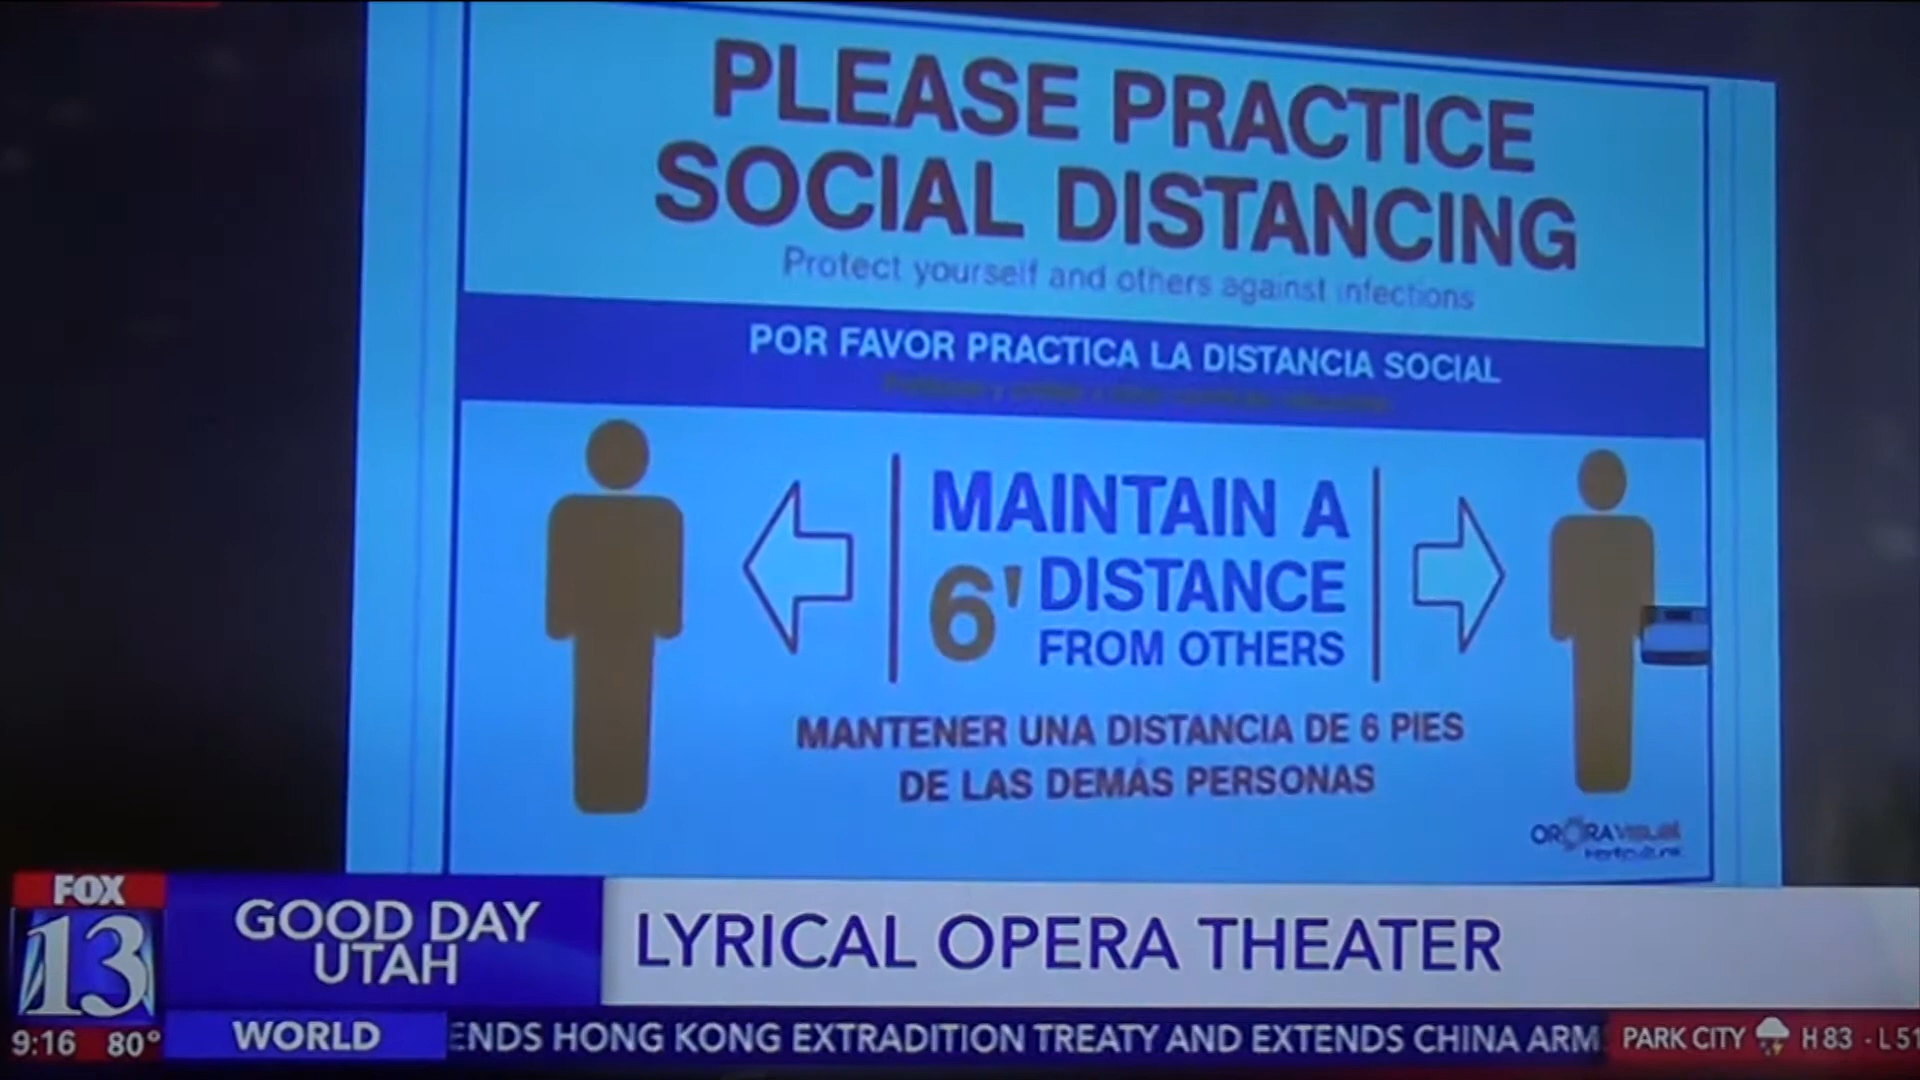 PLEASE PRACTICE
SOCIAL DISTANCING
Protect yourself and others against infections
POR FAVOR PRACTICA LA DISTANCIA SOCIAL
MAINTAIN A
6' DISTANCE
FROM OTHERS
MANTENER UNA DISTANCIA DE 6 PIES
DE LAS DEMÁS PERSONAS
ORORAVISUAL
FOX
13
GOOD DAY
UTAH
LYRICAL OPERA THEATER
9:16 80°
WORLD
ENDS HONG KONG EXTRADITION TREATY AND EXTENDS CHINA ARM
PARK CITY H 83 - L 51